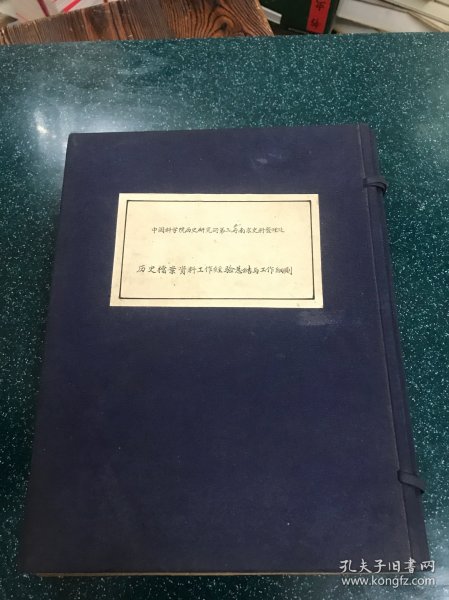 中国科学院历史研究所第三所南京史料整理处
历史档案资料工作经验总结与工作细则
孔夫子旧书网
www.kongfz.com